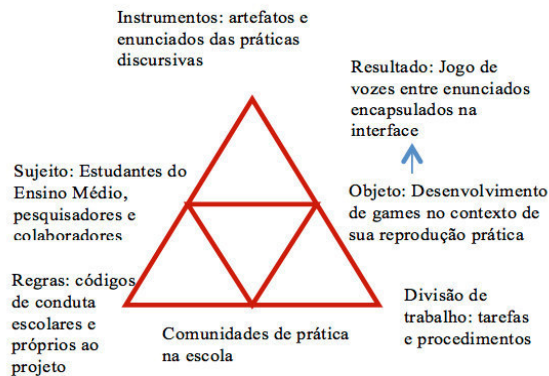 Instrumentos: artefatos e
enunciados das práticas
discursivas
Resultado: Jogo de
vozes entre enunciados
encapsulados na
interface
Sujeito: Estudantes do
Ensino Médio,
pesquisadores e
colaboradores
Objeto: Desenvolvimento
de games no contexto de
sua reprodução prática
Regras: códigos
de conduta
escolares e
próprios ao
projeto
Comunidades de prática
na escola
Divisão de
trabalho: tarefas
e procedimentos